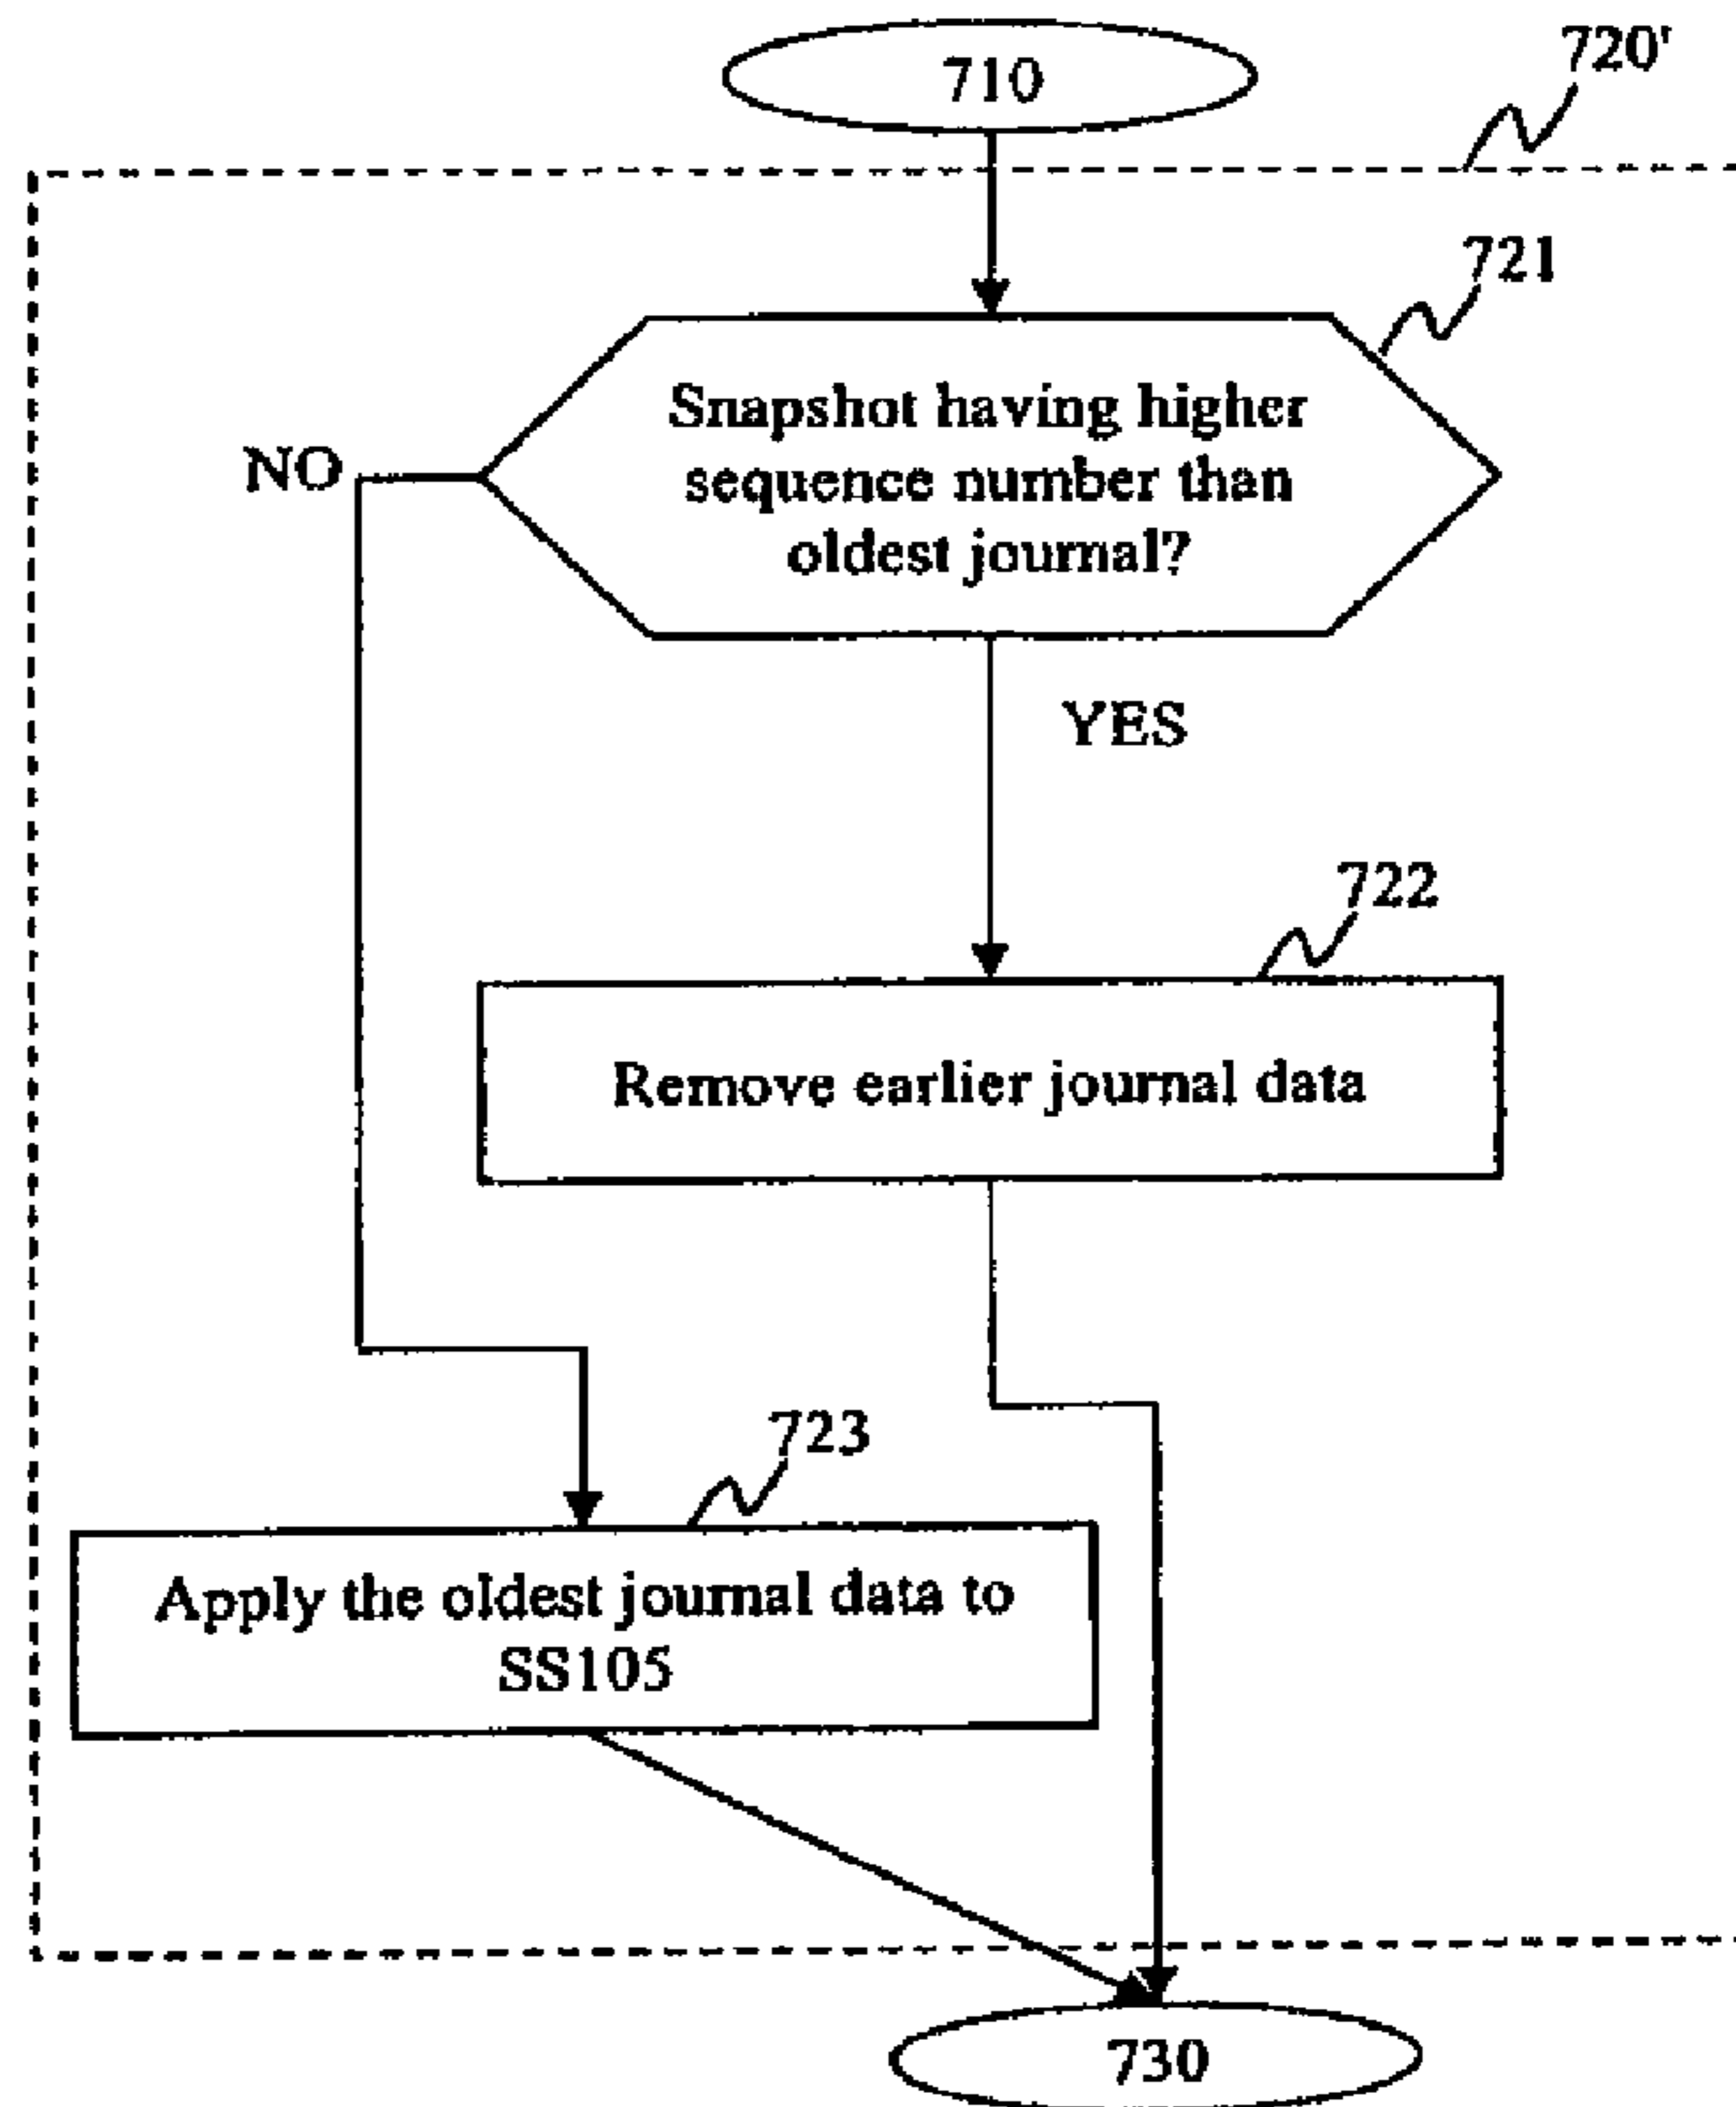 710
720'
721
Snapshot having higher
sequence number than
oldest journal?
NO
YES
722
Remove earlier journal data
723
Apply the oldest journal data to
SS105
730